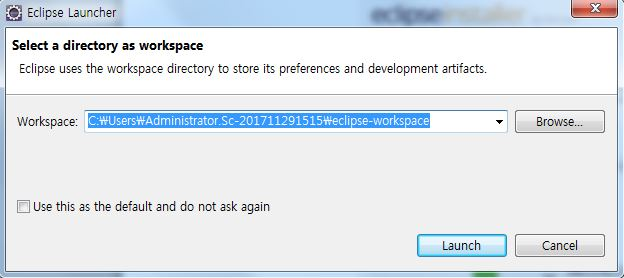 Eclipse Launcher
eclipseinstaller
Select a directory as workspace
Eclipse uses the workspace directory to store its preferences and development artifacts.
Workspace: C:₩Users₩Administrator.Sc-201711291515₩eclipse-workspace Browse...
Use this as the default and do not ask again
Launch Cancel